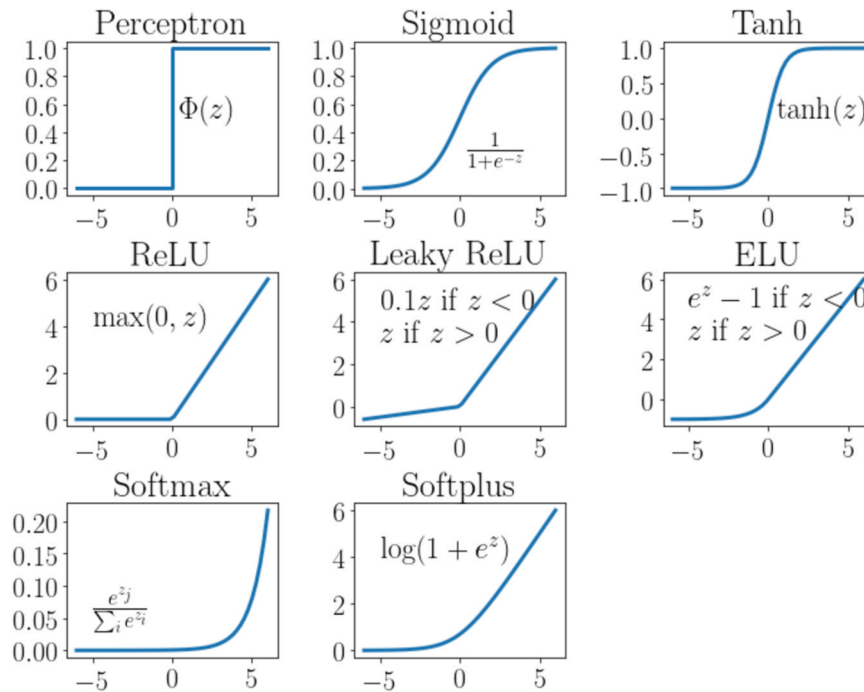 Perceptron
1.0
0.8
0.6
0.4
0.2
0.0
Φ(z)
−5 0 5
Sigmoid
1.0
0.8
0.6
0.4
0.2
0.0
1/(1+e^{−z})
−5 0 5
Tanh
1.0
0.5
0.0
−0.5
−1.0
tanh(z)
−5 0 5
ReLU
6
4
2
0
max(0, z)
−5 0 5
Leaky ReLU
6
4
2
0
0.1z if z < 0
z if z > 0
−5 0 5
ELU
6
4
2
0
e^z − 1 if z < 0
z if z > 0
−5 0 5
Softmax
0.20
0.15
0.10
0.05
0.00
e^{z_j}/∑_i e^{z_i}
−5 0 5
Softplus
6
4
2
0
log(1 + e^z)
−5 0 5